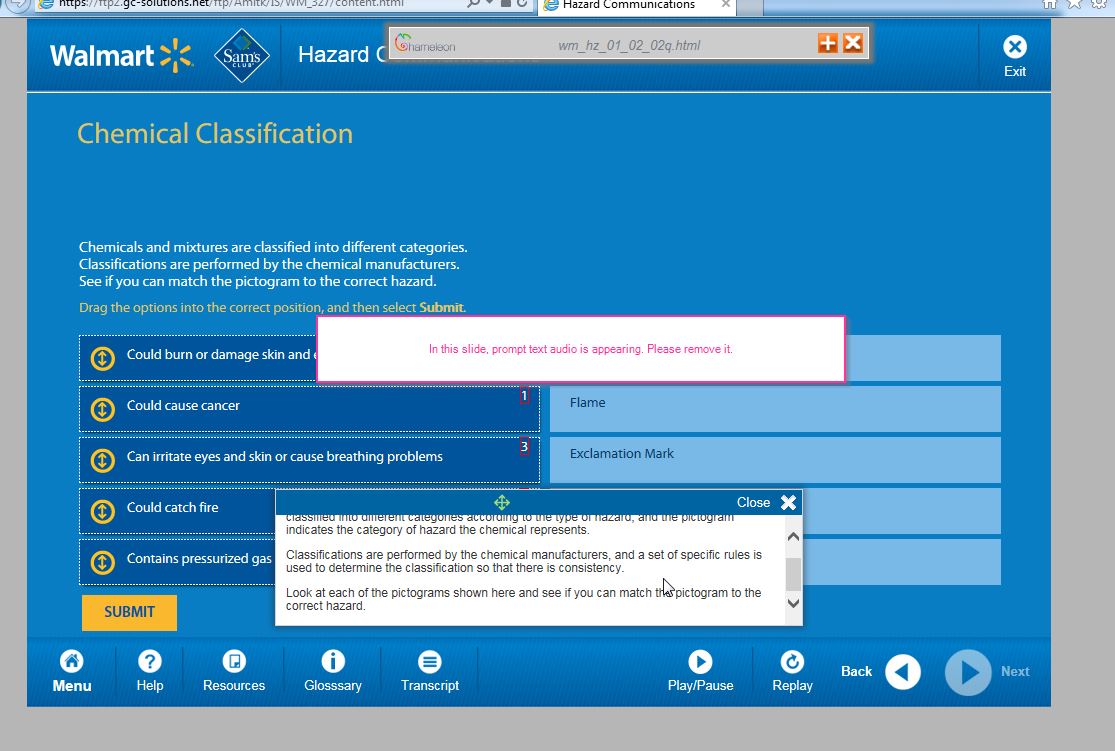 https://ftp2.gc-solutions.net/ftp/Amitk/IS/WM_327/content.html
Hazard Communications
Walmart
Sam's
CLUB
Hazard C
Chameleon
wm_hz_01_02_02q.html
Exit
Chemical Classification
Chemicals and mixtures are classified into different categories.
Classifications are performed by the chemical manufacturers.
See if you can match the pictogram to the correct hazard.
Drag the options into the correct position, and then select Submit.
Could burn or damage skin and e
In this slide, prompt text audio is appearing. Please remove it.
Could cause cancer
1
Flame
Can irritate eyes and skin or cause breathing problems
3
Exclamation Mark
Could catch fire
Close
Contains pressurized gas
classified into different categories according to the type of hazard, and the pictogram
indicates the category of hazard the chemical represents.
Classifications are performed by the chemical manufacturers, and a set of specific rules is
used to determine the classification so that there is consistency.
Look at each of the pictograms shown here and see if you can match the pictogram to the
correct hazard.
SUBMIT
Menu
Help
Resources
Glosssary
Transcript
Play/Pause
Replay
Back
Next